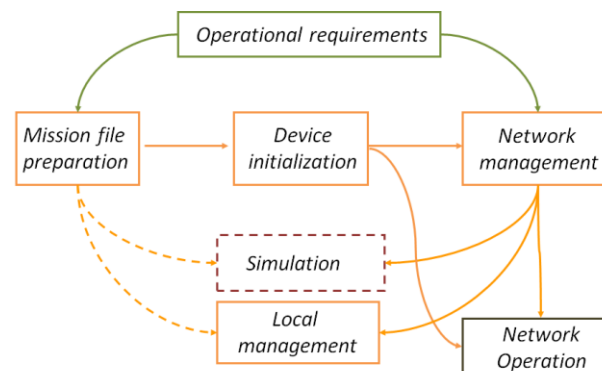 Operational requirements
Mission file
preparation
Device
initialization
Network
management
Simulation
Local
management
Network
Operation